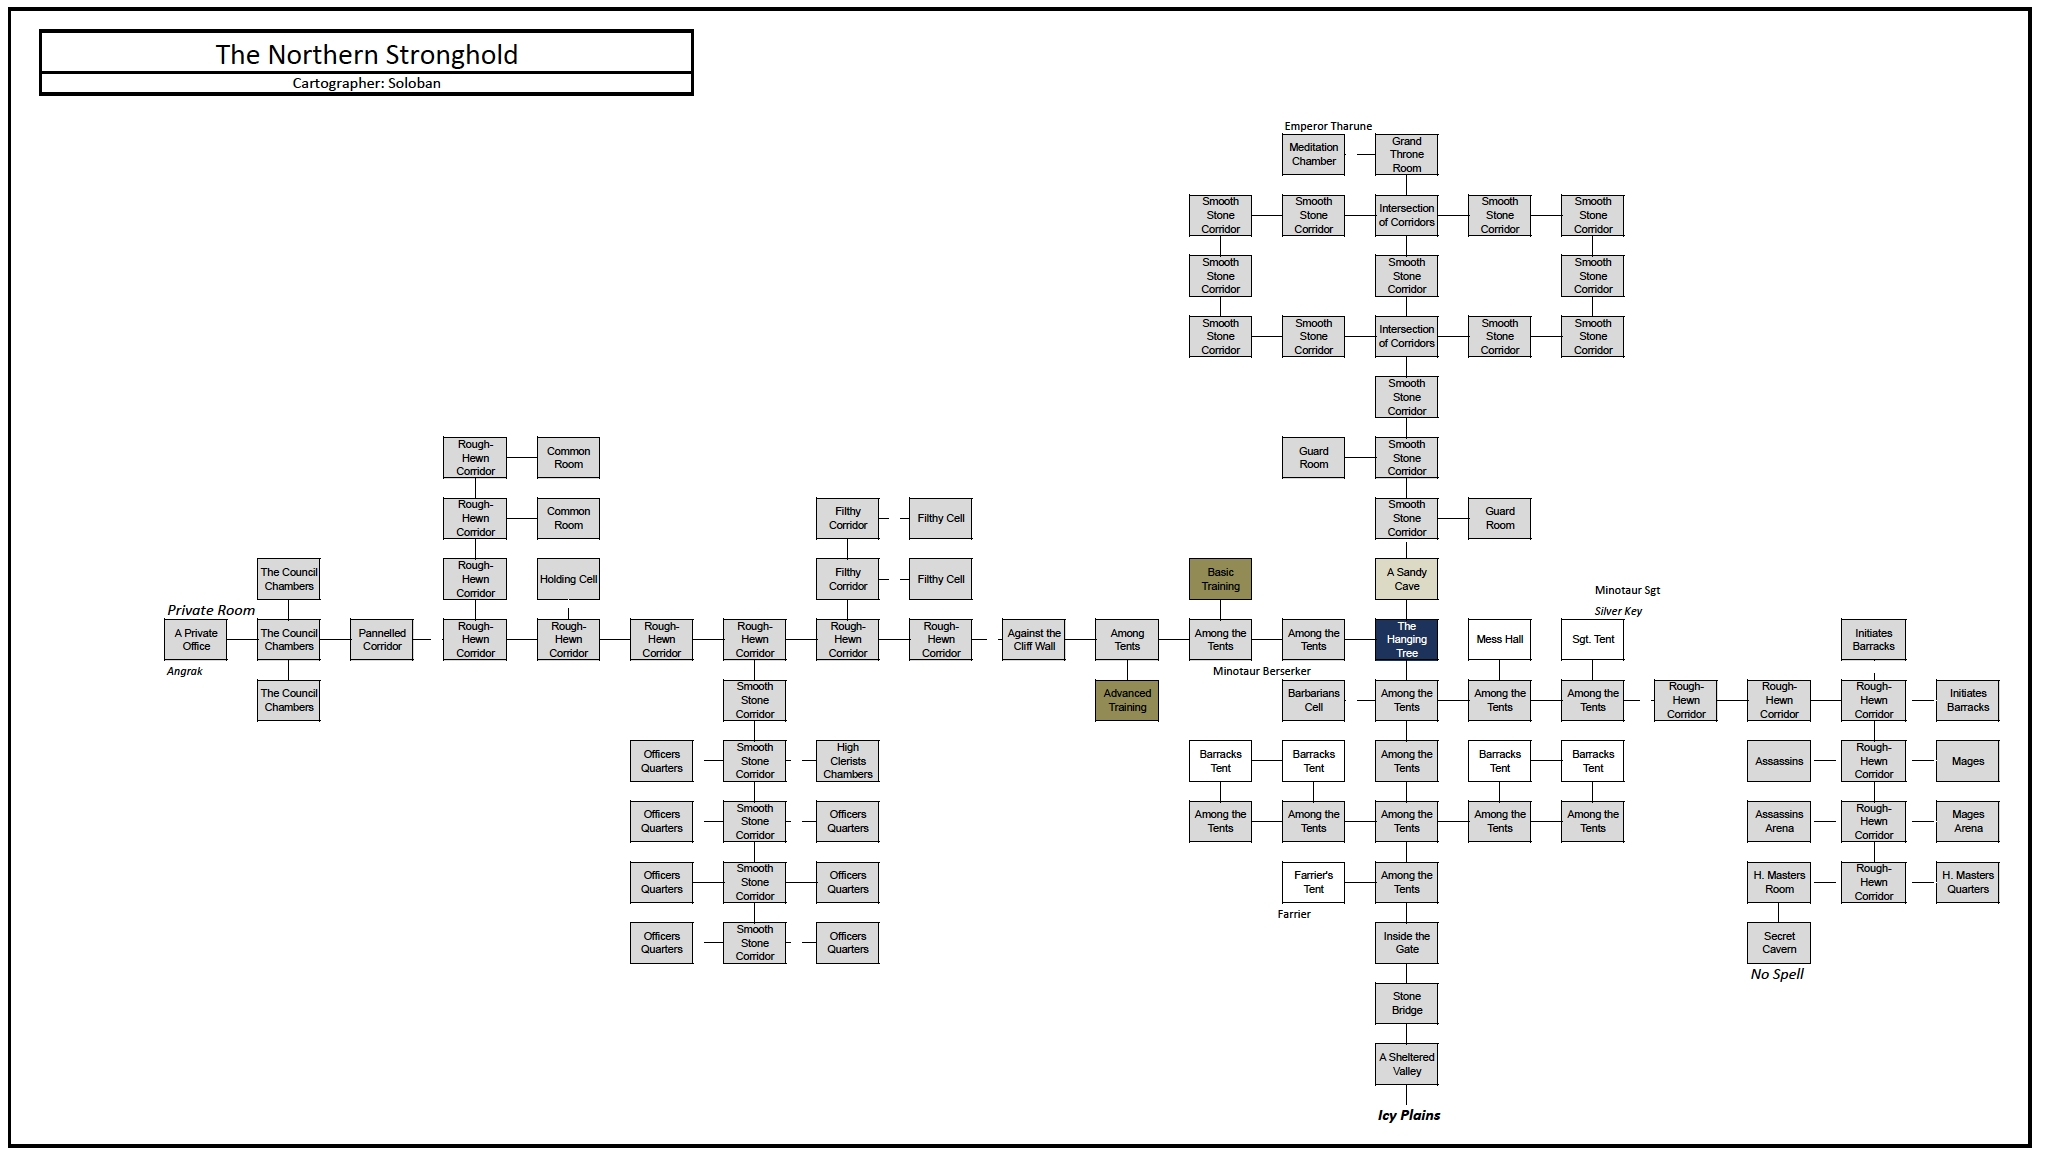 The Northern Stronghold
Cartographer: Soloban
Emperor Tharune
Meditation
Chamber
Grand
Throne
Room
Smooth
Stone
Corridor
Smooth
Stone
Corridor
Intersection
of Corridors
Smooth
Stone
Corridor
Smooth
Stone
Corridor
Smooth
Stone
Corridor
Smooth
Stone
Corridor
Smooth
Stone
Corridor
Smooth
Stone
Corridor
Smooth
Stone
Corridor
Intersection
of Corridors
Smooth
Stone
Corridor
Smooth
Stone
Corridor
Smooth
Stone
Corridor
Rough-
Hewn
Corridor
Common
Room
Guard
Room
Smooth
Stone
Corridor
Rough-
Hewn
Corridor
Common
Room
Filthy
Corridor
Filthy Cell
Smooth
Stone
Corridor
Guard
Room
The Council
Chambers
Rough-
Hewn
Corridor
Holding Cell
Filthy
Corridor
Filthy Cell
Basic
Training
A Sandy
Cave
Minotaur Sgt
Silver Key
Private Room
A Private
Office
The Council
Chambers
Pannelled
Corridor
Rough-
Hewn
Corridor
Rough-
Hewn
Corridor
Rough-
Hewn
Corridor
Rough-
Hewn
Corridor
Rough-
Hewn
Corridor
Rough-
Hewn
Corridor
Against the
Cliff Wall
Among
Tents
Among the
Tents
Among the
Tents
The
Hanging
Tree
Mess Hall
Sgt. Tent
Initiates
Barracks
Angrak
Minotaur Berserker
The Council
Chambers
Smooth
Stone
Corridor
Advanced
Training
Barbarians
Cell
Among the
Tents
Among the
Tents
Among the
Tents
Rough-
Hewn
Corridor
Rough-
Hewn
Corridor
Rough-
Hewn
Corridor
Initiates
Barracks
Officers
Quarters
Smooth
Stone
Corridor
High
Clerists
Chambers
Barracks
Tent
Barracks
Tent
Among the
Tents
Barracks
Tent
Barracks
Tent
Assassins
Rough-
Hewn
Corridor
Mages
Officers
Quarters
Smooth
Stone
Corridor
Officers
Quarters
Among the
Tents
Among the
Tents
Among the
Tents
Among the
Tents
Among the
Tents
Assassins
Arena
Rough-
Hewn
Corridor
Mages
Arena
Officers
Quarters
Smooth
Stone
Corridor
Officers
Quarters
Farrier's
Tent
Among the
Tents
H. Masters
Room
Rough-
Hewn
Corridor
H. Masters
Quarters
Farrier
Officers
Quarters
Smooth
Stone
Corridor
Officers
Quarters
Inside the
Gate
Secret
Cavern
No Spell
Stone
Bridge
A Sheltered
Valley
Icy Plains